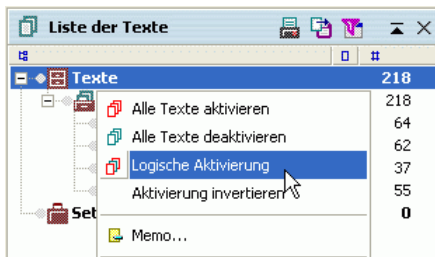 Liste der Texte
#
Texte 218
218
Alle Texte aktivieren 64
Alle Texte deaktivieren 62
Logische Aktivierung 37
Aktivierung invertieren 55
Set 0
Memo...